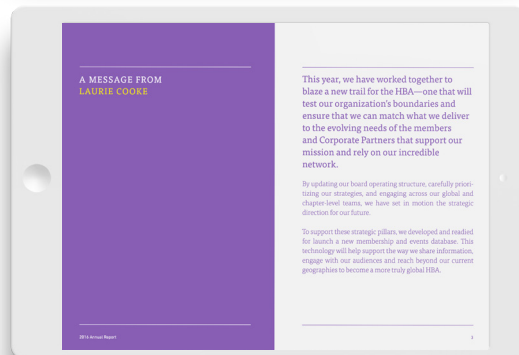 A MESSAGE FROM
LAURIE COOKE
This year, we have worked together to
blaze a new trail for the HBA—one that will
test our organization's boundaries and
ensure that we can match what we deliver
to the evolving needs of the members
and Corporate Partners that support our
mission and rely on our incredible
network.
By updating our board operating structure, carefully priori-
tizing our strategies, and engaging across our global and
chapter-level teams, we have set in motion the strategic
direction for our future.
To support these strategic pillars, we developed and readied
for launch a new membership and events database. This
technology will help support the way we share information,
engage with our audiences and reach beyond our current
geographies to become a more truly global HBA.
2016 Annual Report